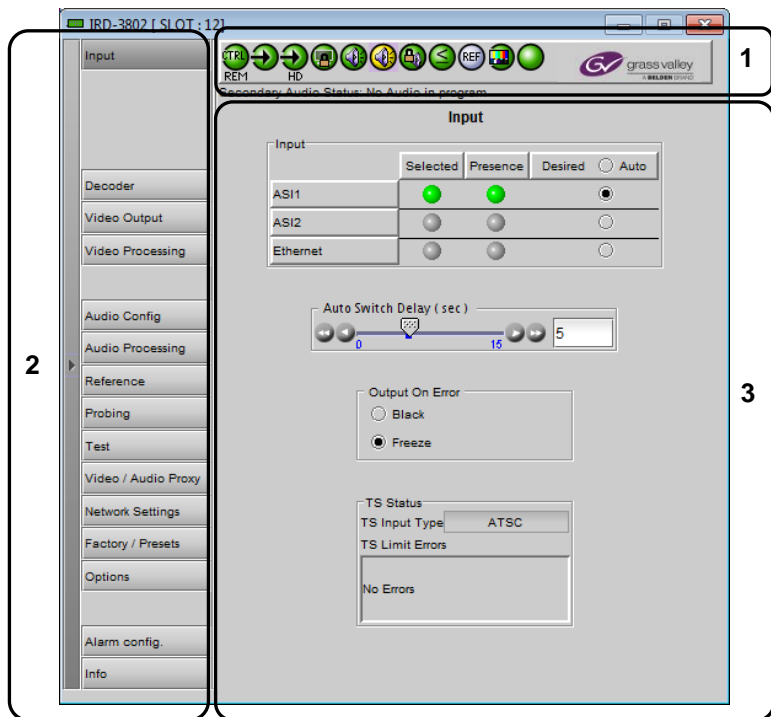 IRD-3802 [ SLOT : 12]
Input
CTRL
REM
HD
≤
REF
GV grass valley
A BELDEN BRAND
1
Secondary Audio Status: No Audio in program
Input
Input
Selected Presence Desired Auto
ASI1
ASI2
Ethernet
Decoder
Video Output
Video Processing
Audio Config
Audio Processing
Reference
Probing
Test
Video / Audio Proxy
Network Settings
Factory / Presets
Options
Alarm config.
Info
2
Auto Switch Delay ( sec )
0
15
5
Output On Error
Black
Freeze
3
TS Status
TS Input Type ATSC
TS Limit Errors
No Errors